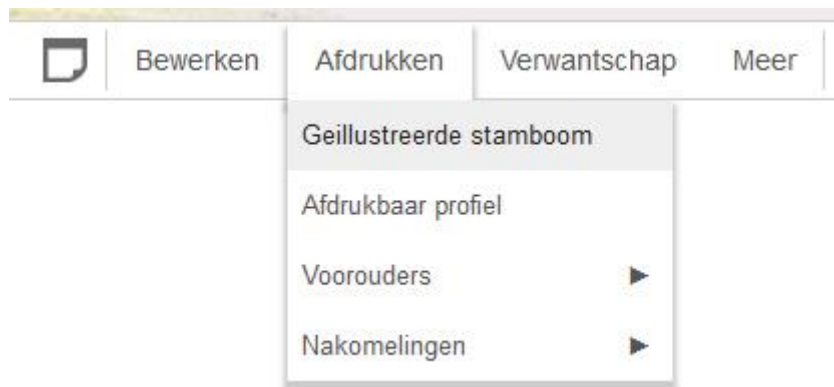 Bewerken Afdrukken Verwantschap Meer
Geillustreerde stamboom
Afdrukbaar profiel
Voorouders
Nakomelingen